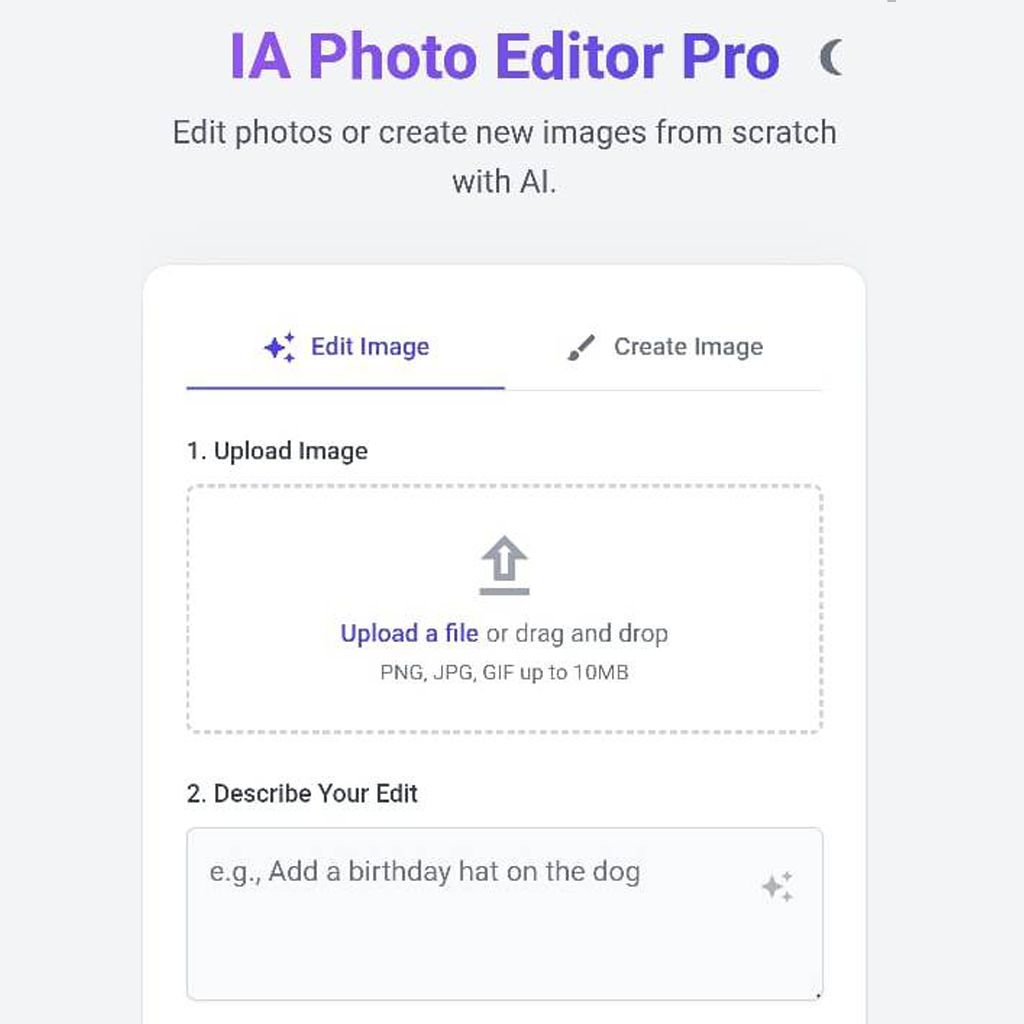 IA Photo Editor Pro
Edit photos or create new images from scratch
with AI.
Edit Image
Create Image
1. Upload Image
Upload a file or drag and drop
PNG, JPG, GIF up to 10MB
2. Describe Your Edit
e.g., Add a birthday hat on the dog